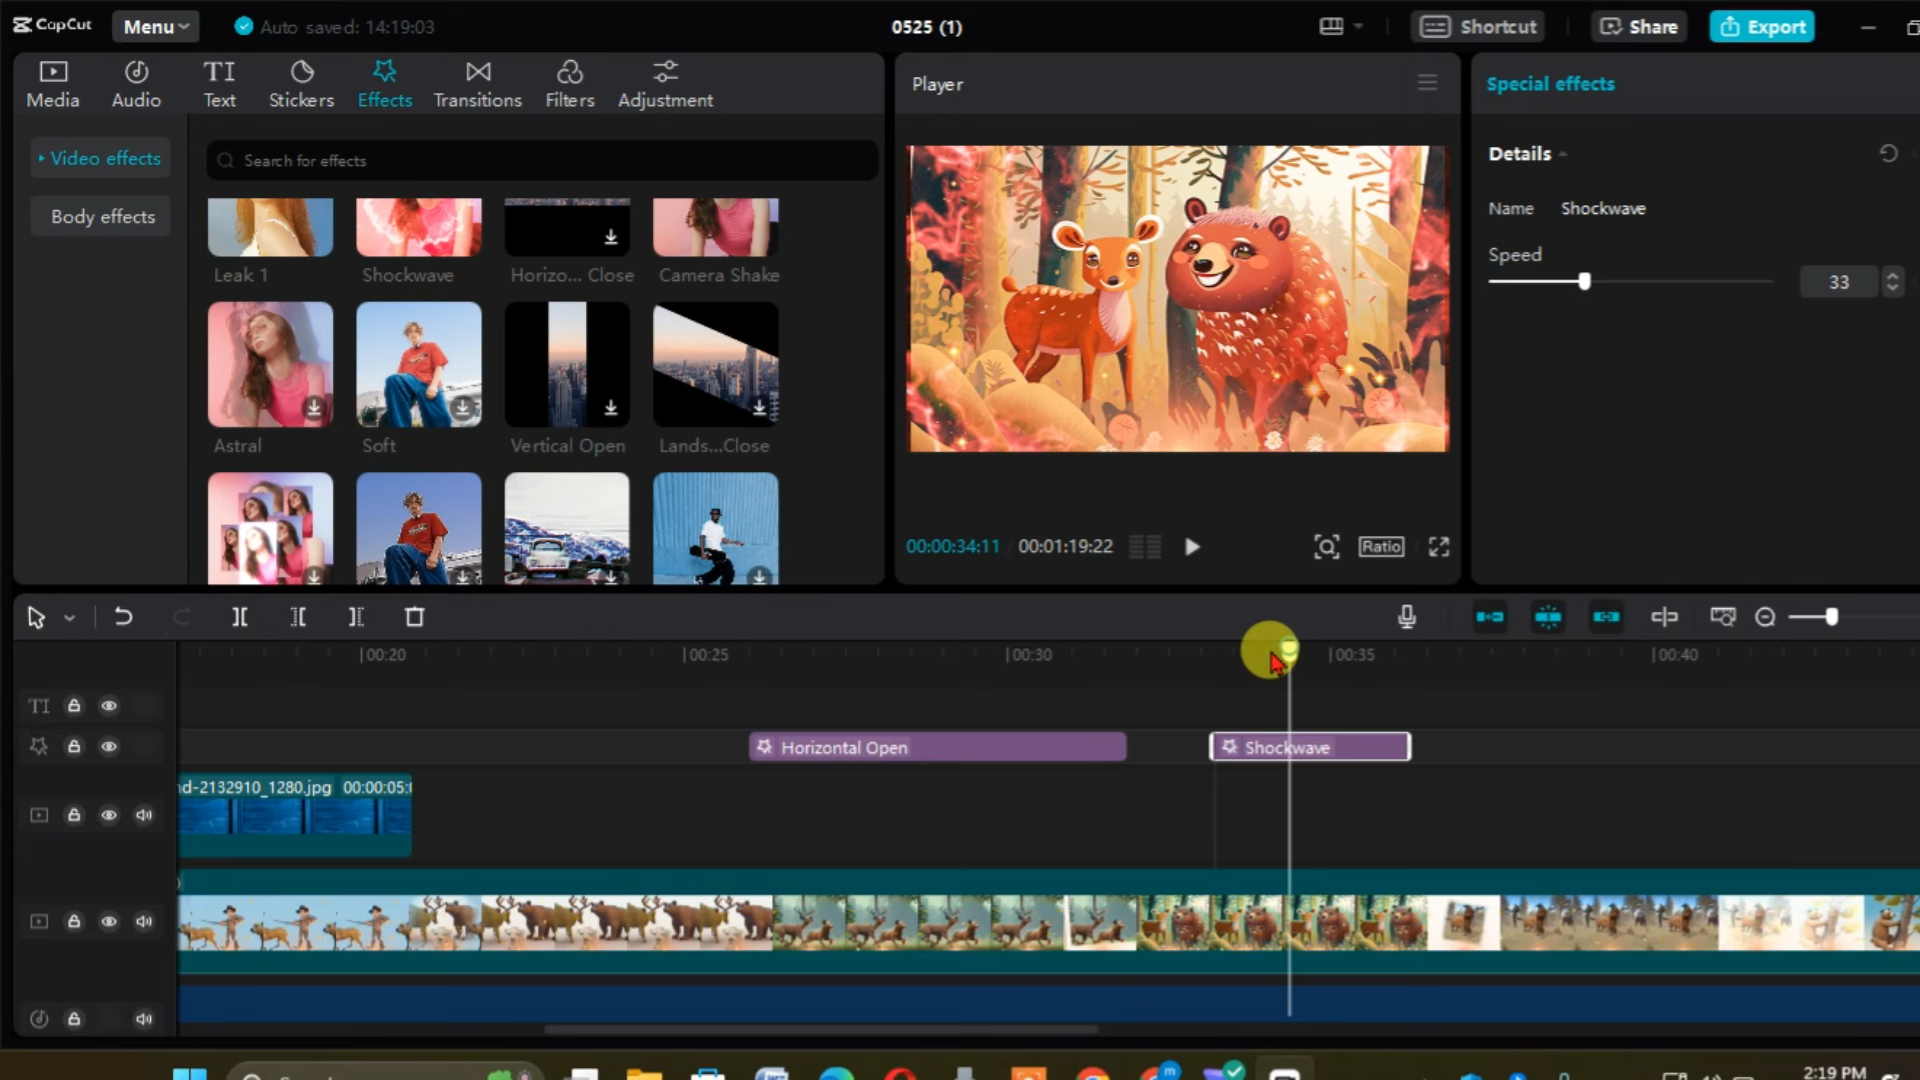 CapCut
Menu
Auto saved: 14:19:03
0525 (1)
Shortcut
Share
Export
Media
Audio
Text
Stickers
Effects
Transitions
Filters
Adjustment
Player
Special effects
Video effects
Body effects
Search for effects
Leak 1
Shockwave
Horizo... Close
Camera Shake
Astral
Soft
Vertical Open
Lands...Close
Details
Name Shockwave
Speed
33
00:00:34:11
00:01:19:22
Ratio
00:20
00:25
00:30
00:35
00:40
TI
Horizontal Open
Shockwave
d-2132910_1280.jpg 00:00:05:
2:19 PM